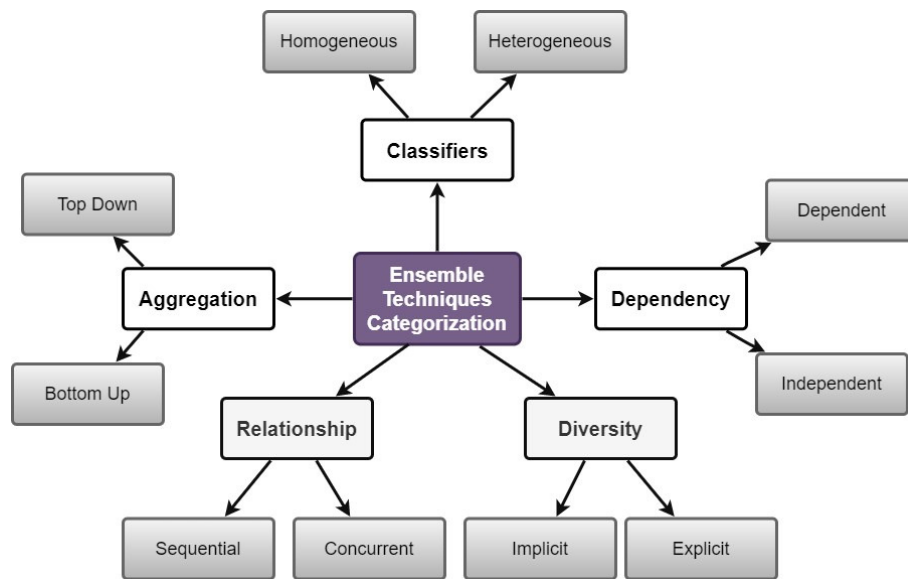 Homogeneous
Heterogeneous
Classifiers
Top Down
Dependent
Ensemble
Techniques
Categorization
Aggregation
Dependency
Bottom Up
Independent
Relationship
Diversity
Sequential
Concurrent
Implicit
Explicit